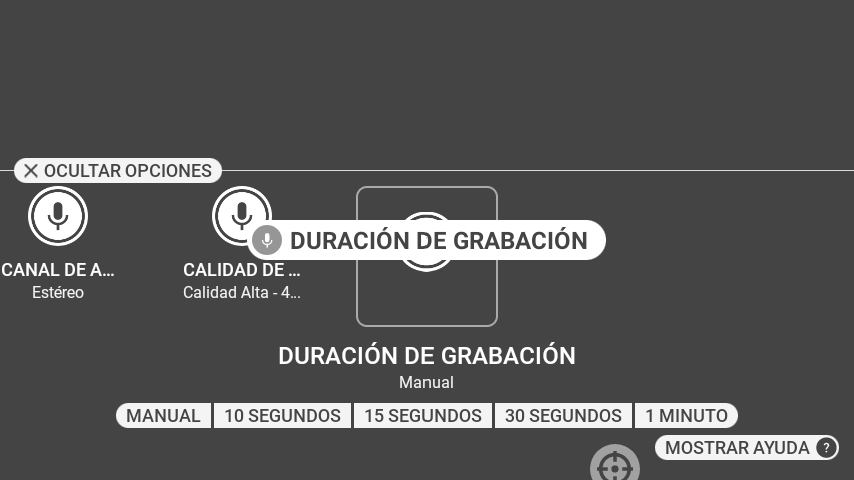 OCULTAR OPCIONES
DURACIÓN DE GRABACIÓN
CANAL DE A...
Estéreo
CALIDAD DE ...
Calidad Alta - 4...
DURACIÓN DE GRABACIÓN
Manual
MANUAL
10 SEGUNDOS
15 SEGUNDOS
30 SEGUNDOS
1 MINUTO
MOSTRAR AYUDA ?